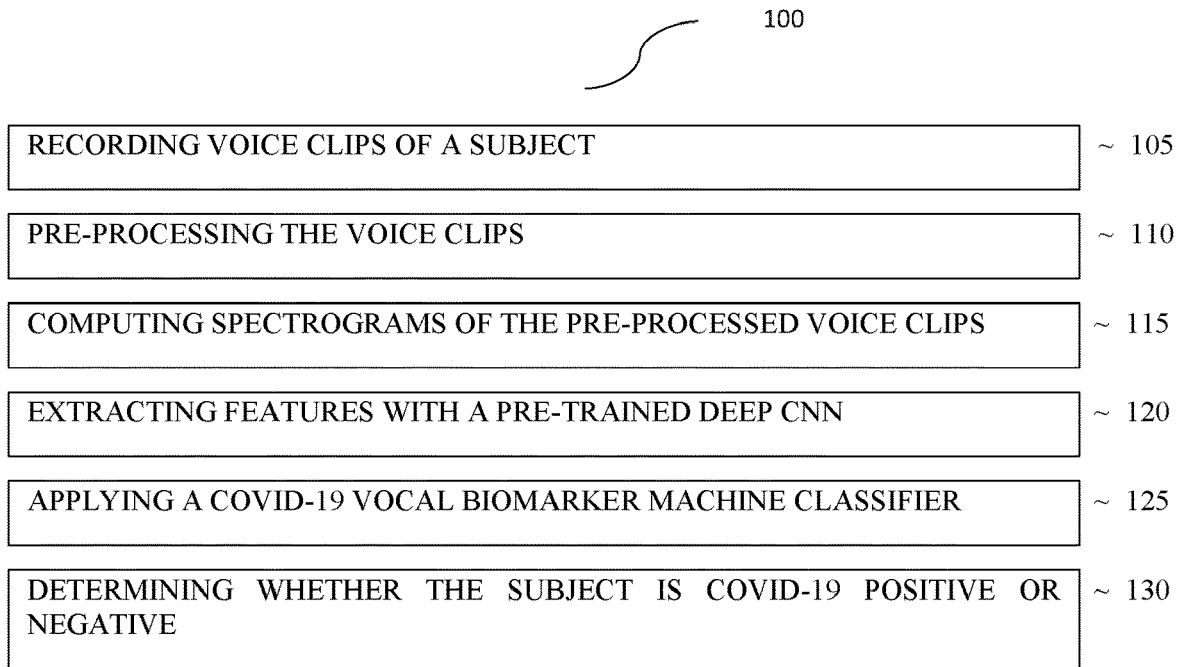 100
RECORDING VOICE CLIPS OF A SUBJECT ~ 105
PRE-PROCESSING THE VOICE CLIPS ~ 110
COMPUTING SPECTROGRAMS OF THE PRE-PROCESSED VOICE CLIPS ~ 115
EXTRACTING FEATURES WITH A PRE-TRAINED DEEP CNN ~ 120
APPLYING A COVID-19 VOCAL BIOMARKER MACHINE CLASSIFIER ~ 125
DETERMINING WHETHER THE SUBJECT IS COVID-19 POSITIVE OR ~ 130
NEGATIVE